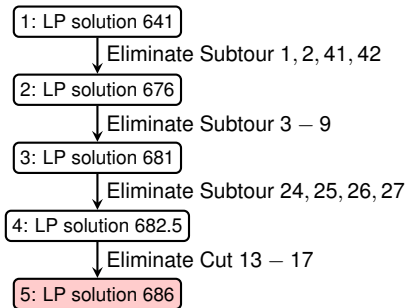 1: LP solution 641
Eliminate Subtour 1, 2, 41, 42
2: LP solution 676
Eliminate Subtour 3 − 9
3: LP solution 681
Eliminate Subtour 24, 25, 26, 27
4: LP solution 682.5
Eliminate Cut 13 − 17
5: LP solution 686